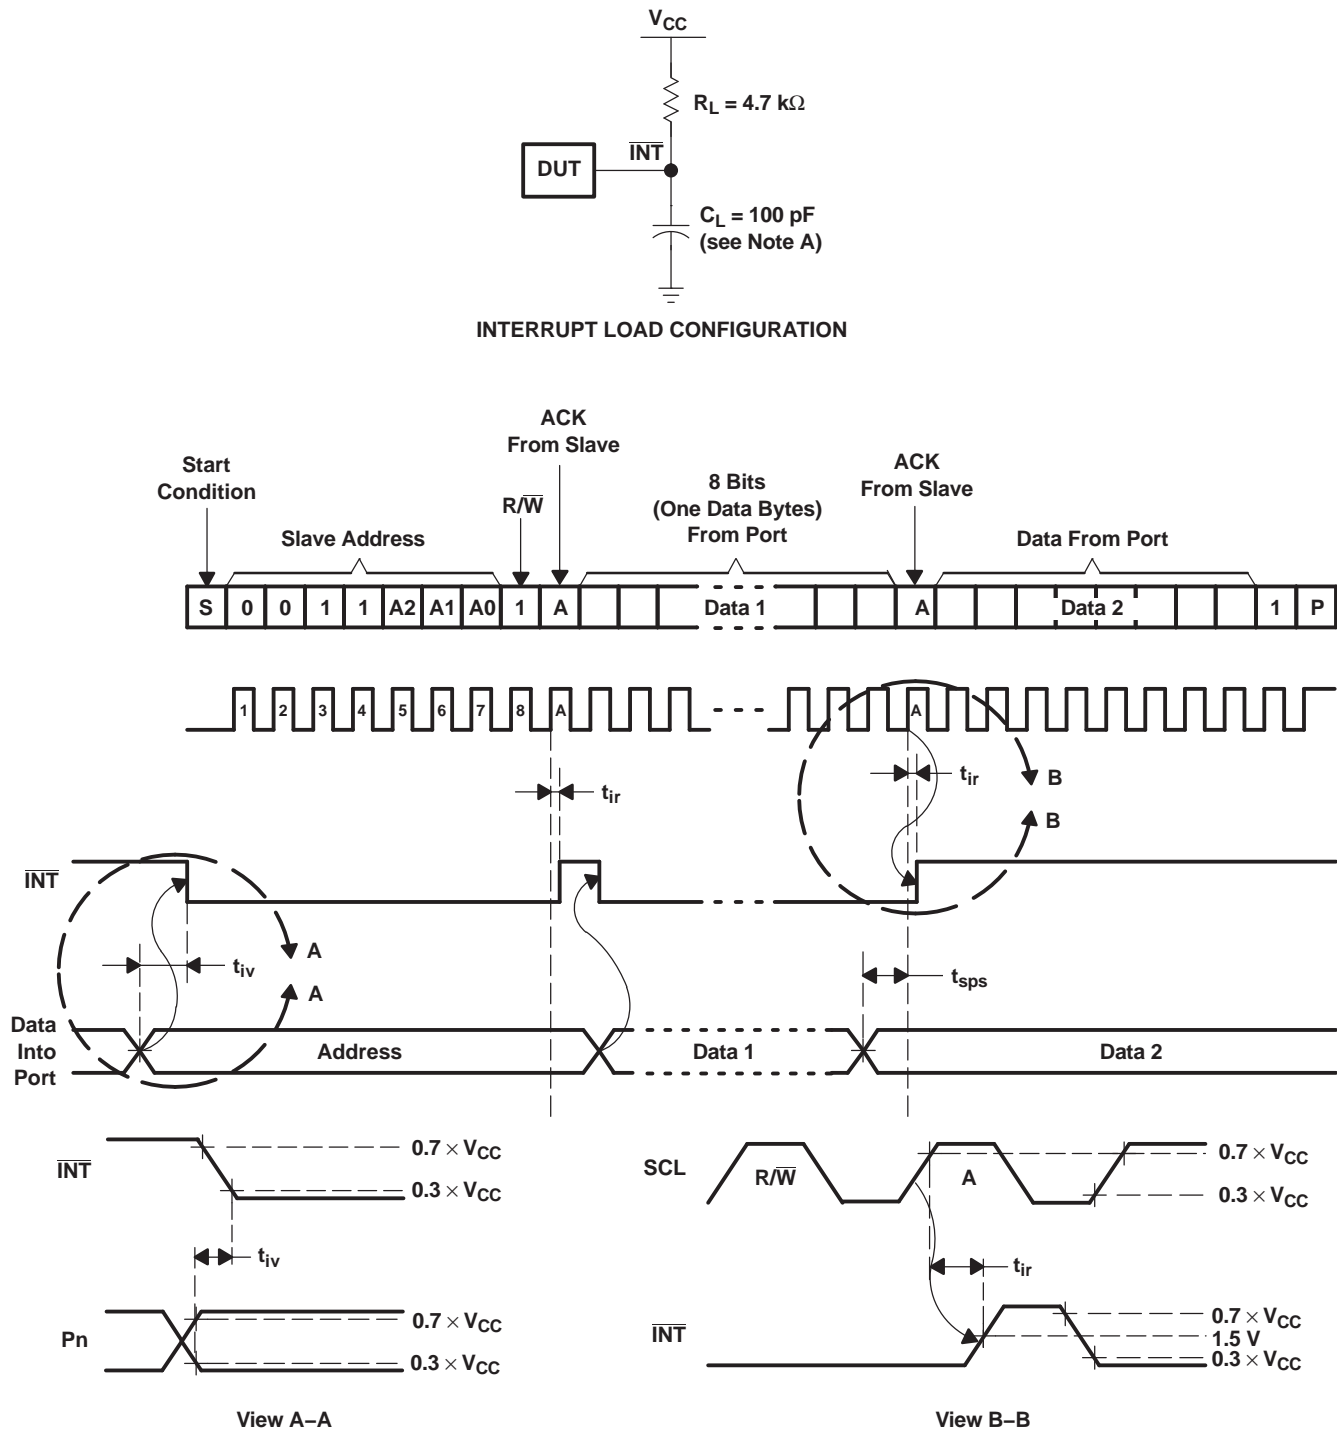 VCC
RL = 4.7 kΩ
INT
DUT
CL = 100 pF
(see Note A)
INTERRUPT LOAD CONFIGURATION
ACK
From Slave
Start
Condition
R/W
8 Bits
(One Data Bytes)
From Port
ACK
From Slave
Slave Address
Data From Port
S 0 0 1 1 A2 A1 A0 1 A Data 1 A Data 2 1 P
1 2 3 4 5 6 7 8 A A
tir
tir
B
B
INT
A
tiv
A
tsps
Data
Into
Port
Address
Data 1
Data 2
INT
0.7 × VCC
0.3 × VCC
tiv
Pn
0.7 × VCC
0.3 × VCC
View A–A
SCL
R/W
A
0.7 × VCC
0.3 × VCC
tir
INT
0.7 × VCC
1.5 V
0.3 × VCC
View B–B